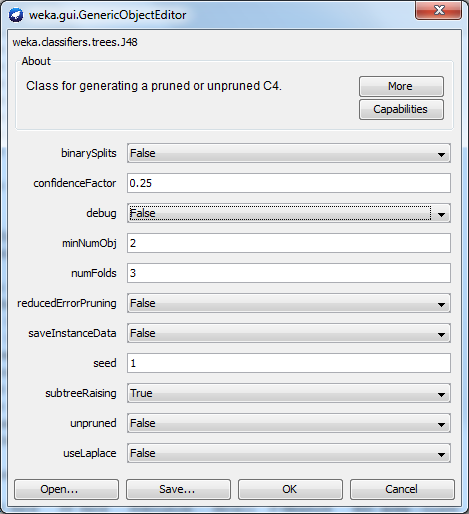 weka.gui.GenericObjectEditor
weka.classifiers.trees.J48
About
Class for generating a pruned or unpruned C4.
More
Capabilities
binarySplits False
confidenceFactor 0.25
debug False
minNumObj 2
numFolds 3
reducedErrorPruning False
saveInstanceData False
seed 1
subtreeRaising True
unpruned False
useLaplace False
Open... Save... OK Cancel